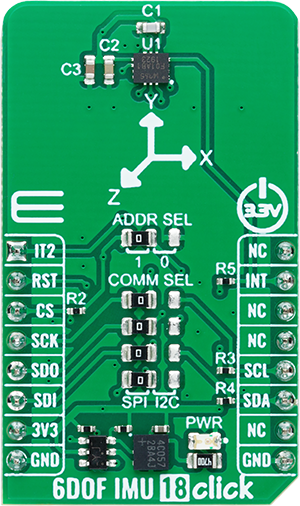 C1
U1
C3 C2
Y
X
Z
3.3V
ADDR SEL
1 0
IT2
NC
RST
COMM SEL
R5
INT
CS
R2
NC
SCK
NC
SDO
R3
SCL
SDI
SPI I2C
R4
SDA
3V3
PWR
NC
GND
GND
6DOF IMU 18 click